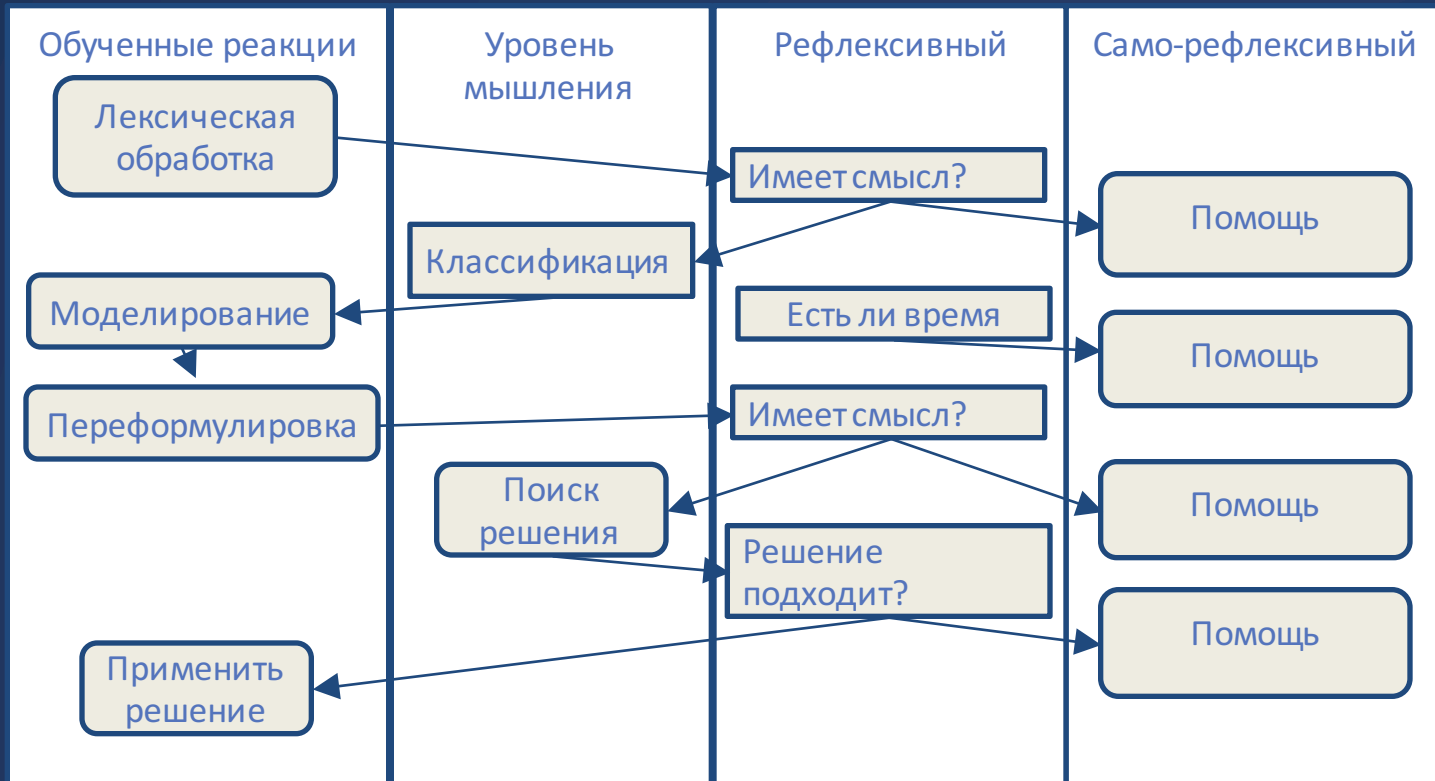 Обученные реакции
Уровень
мышления
Рефлексивный
Само-рефлексивный
Лексическая
обработка
Имеет смысл?
Помощь
Классификация
Моделирование
Есть ли время
Помощь
Переформулировка
Имеет смысл?
Поиск
решения
Помощь
Решение
подходит?
Помощь
Применить
решение